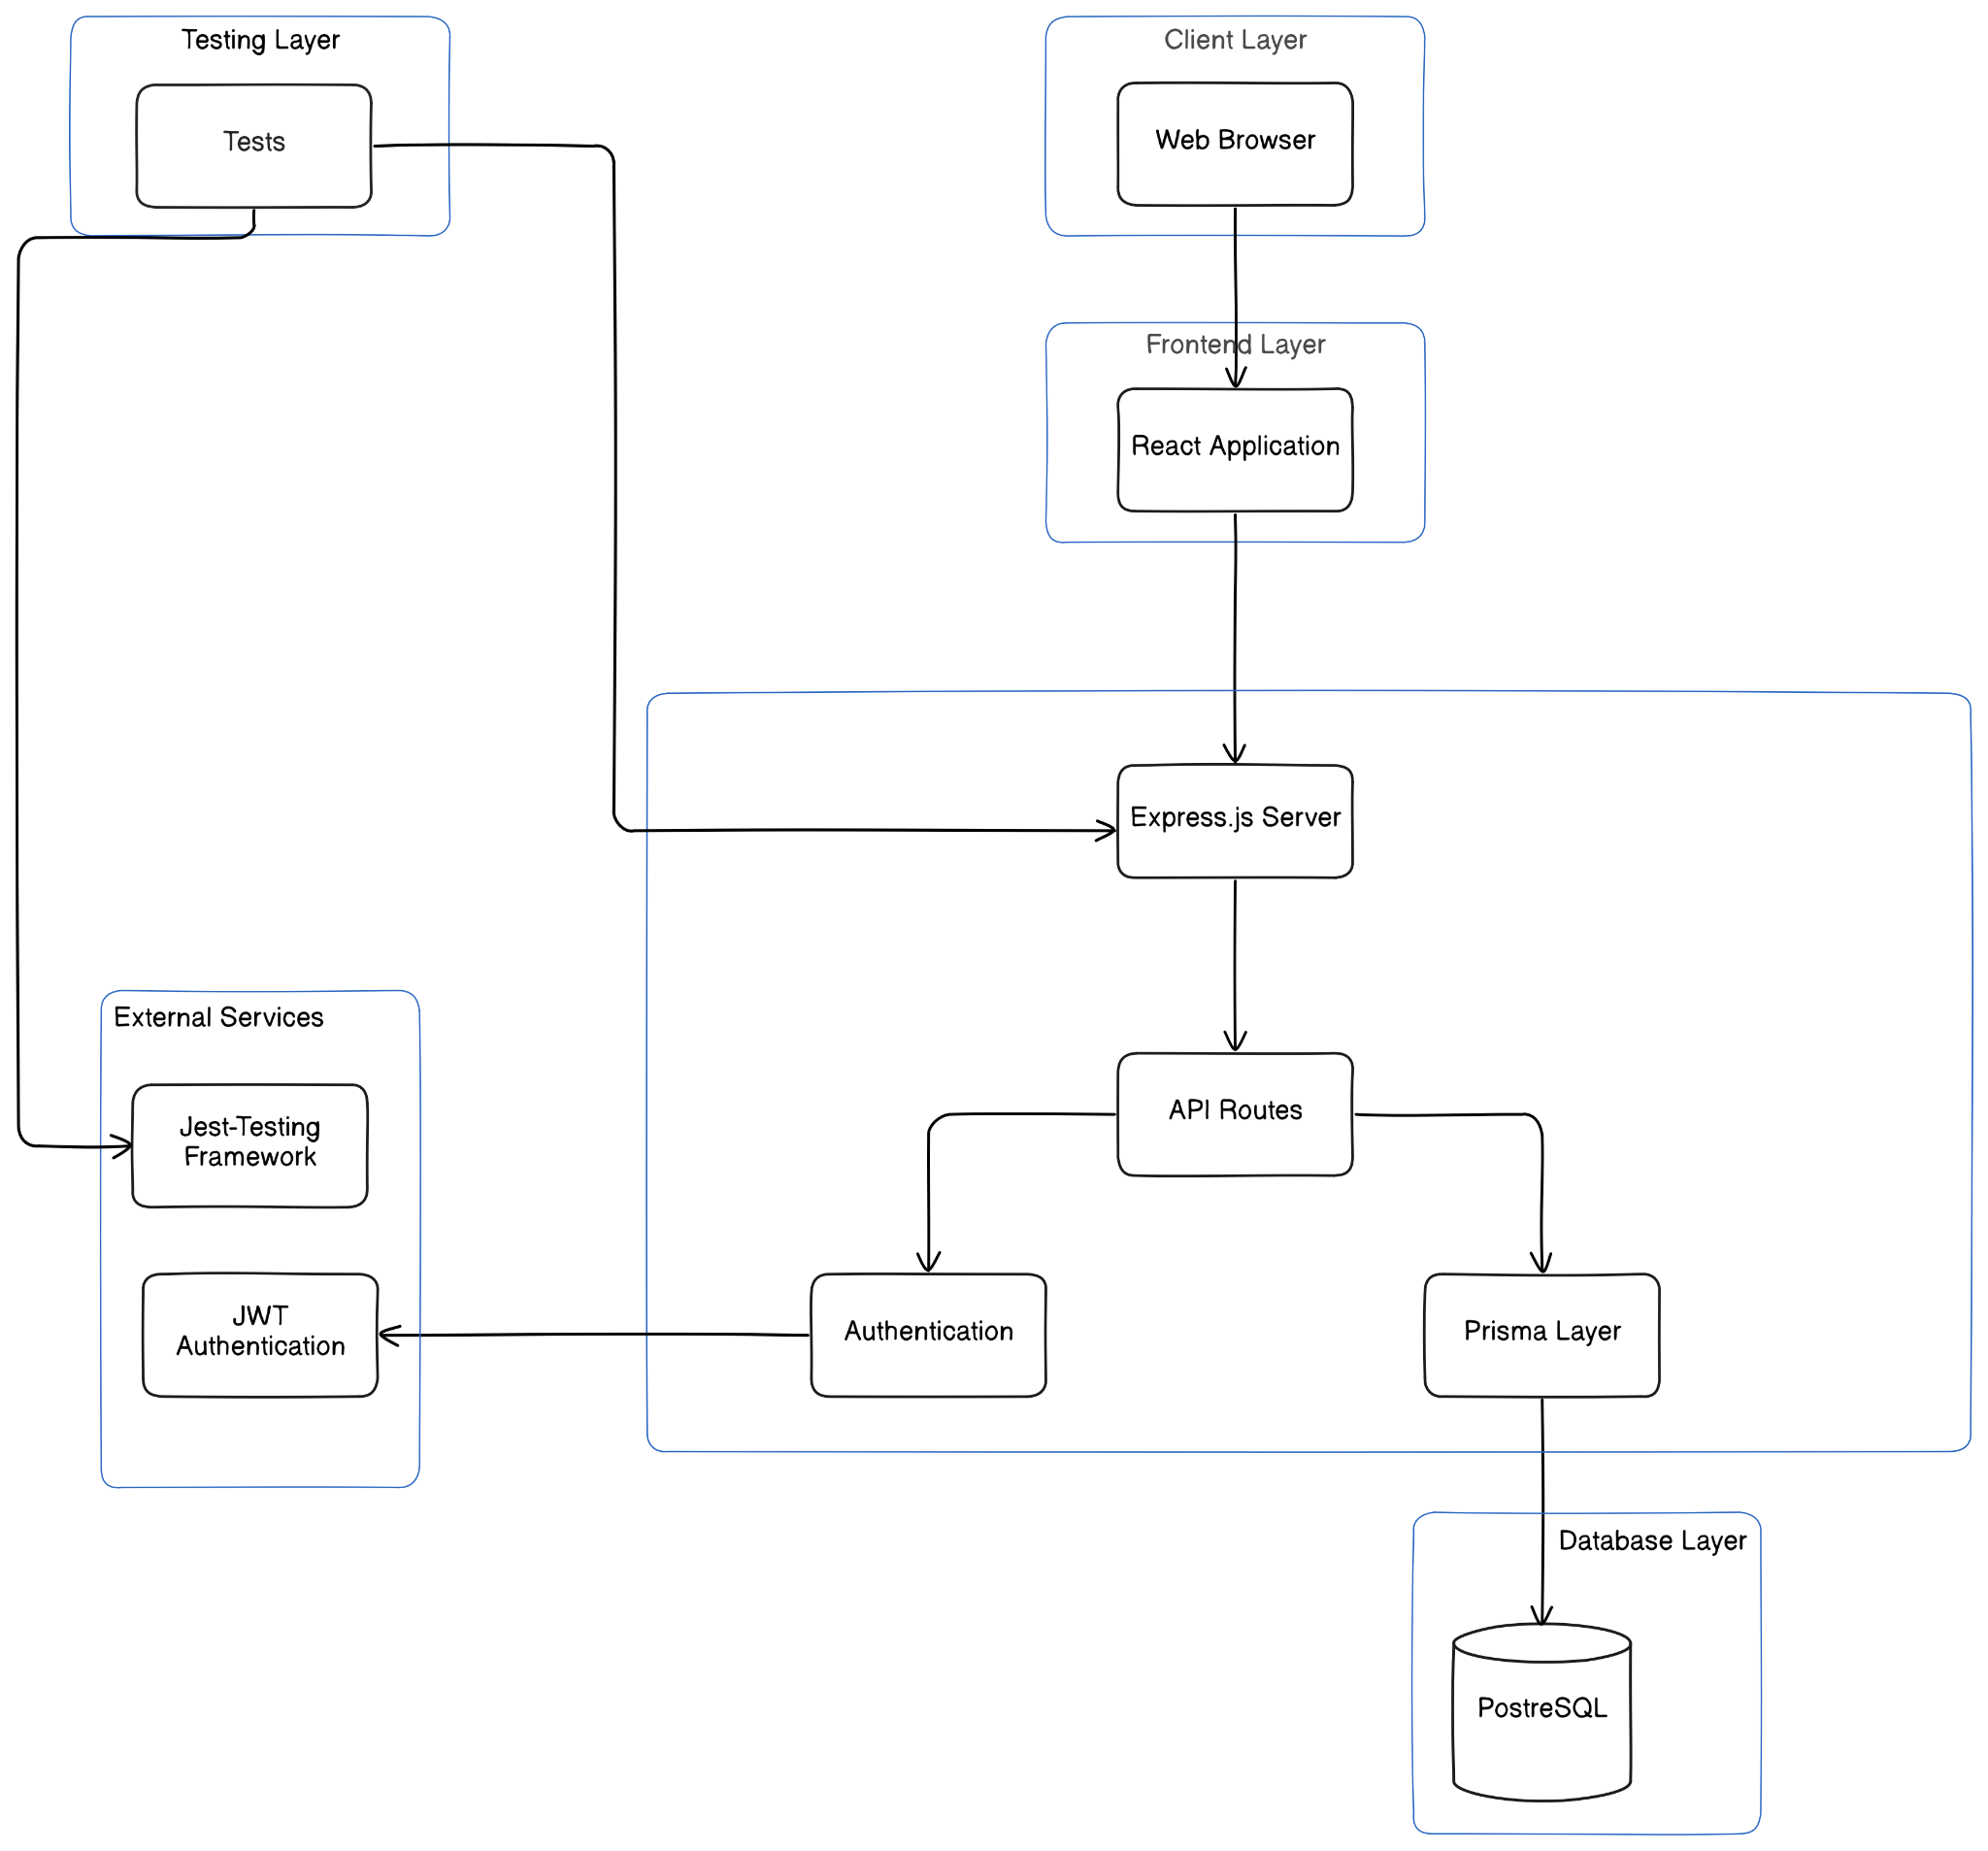 Testing Layer
Tests
Client Layer
Web Browser
Frontend Layer
React Application
Express.js Server
API Routes
Authentication
Prisma Layer
External Services
Jest-Testing
Framework
JWT
Authentication
Database Layer
PostreSQL